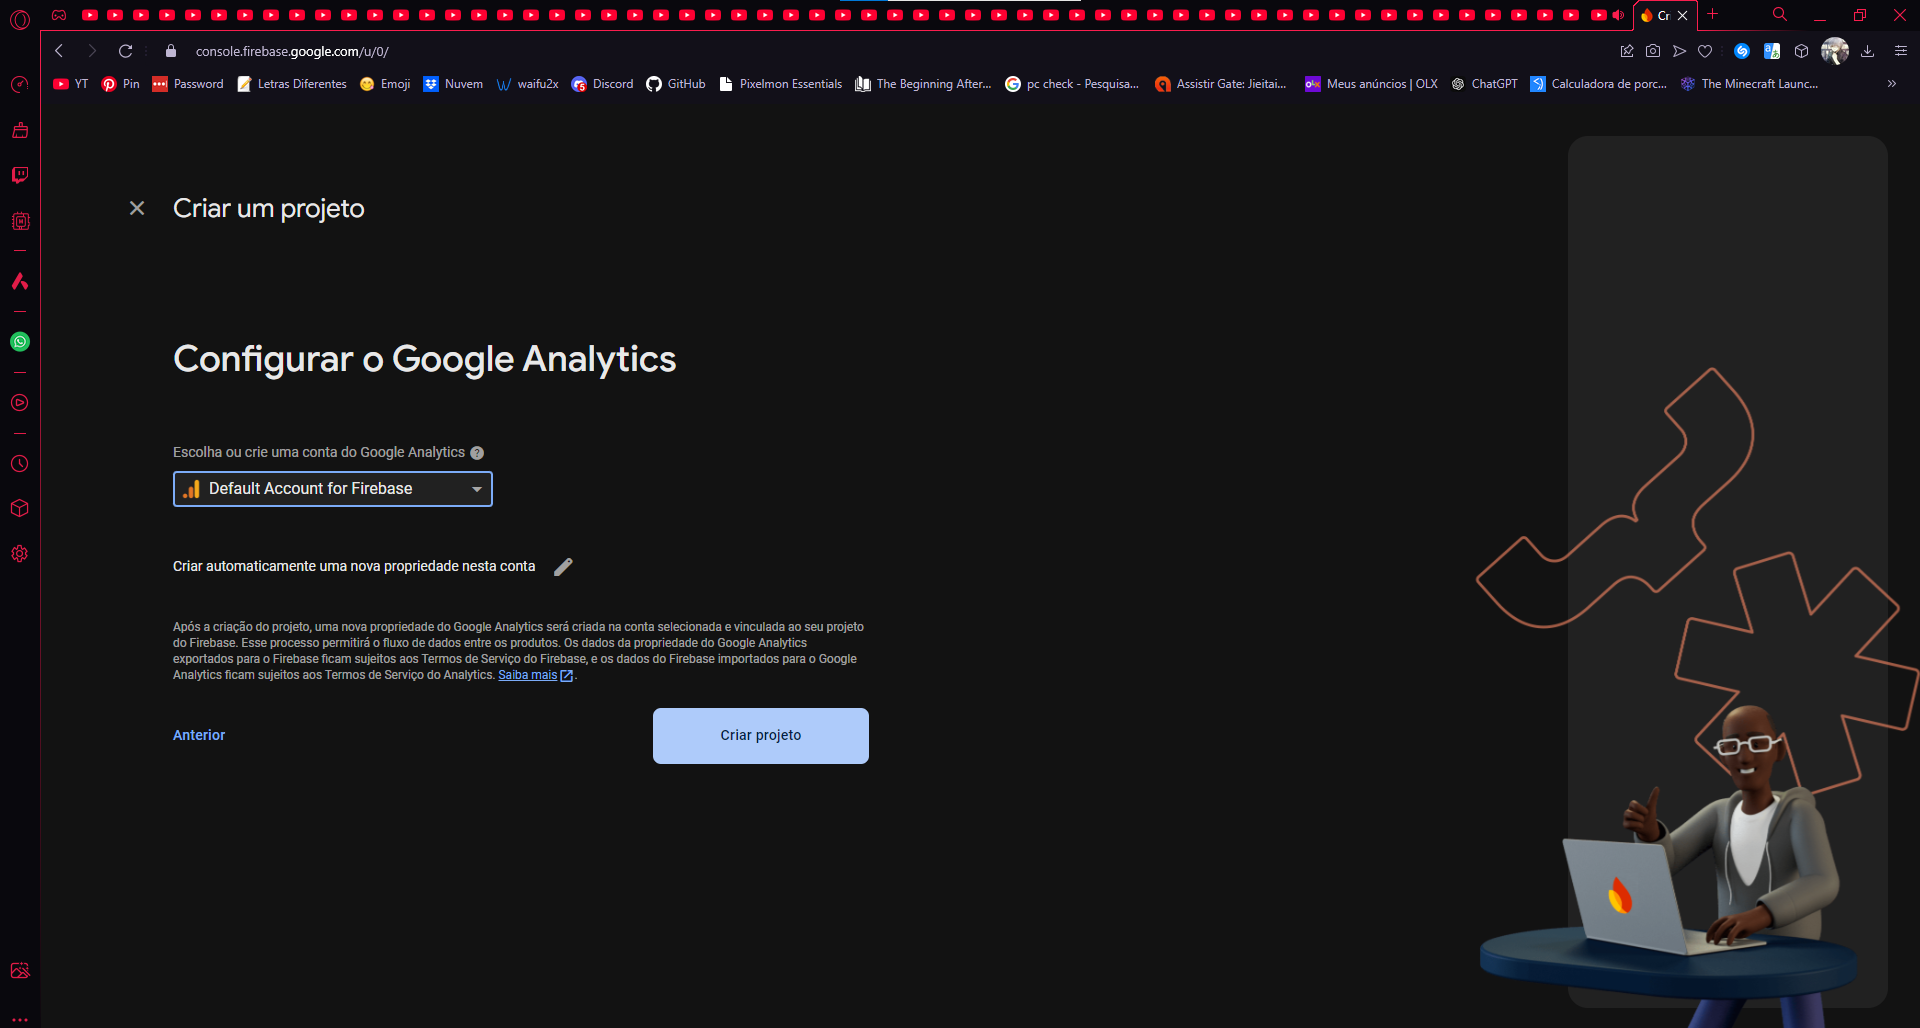 Cr
console.firebase.google.com/u/0/
YT
Pin
Password
Letras Diferentes
Emoji
Nuvem
waifu2x
Discord
GitHub
Pixelmon Essentials
The Beginning After...
pc check - Pesquisa...
Assistir Gate: Jieitai...
Meus anúncios | OLX
ChatGPT
Calculadora de porc...
The Minecraft Launc...
Criar um projeto
Configurar o Google Analytics
Escolha ou crie uma conta do Google Analytics
Default Account for Firebase
Criar automaticamente uma nova propriedade nesta conta
Após a criação do projeto, uma nova propriedade do Google Analytics será criada na conta selecionada e vinculada ao seu projeto
do Firebase. Esse processo permitirá o fluxo de dados entre os produtos. Os dados da propriedade do Google Analytics
exportados para o Firebase ficam sujeitos aos Termos de Serviço do Firebase, e os dados do Firebase importados para o Google
Analytics ficam sujeitos aos Termos de Serviço do Analytics. Saiba mais.
Anterior
Criar projeto